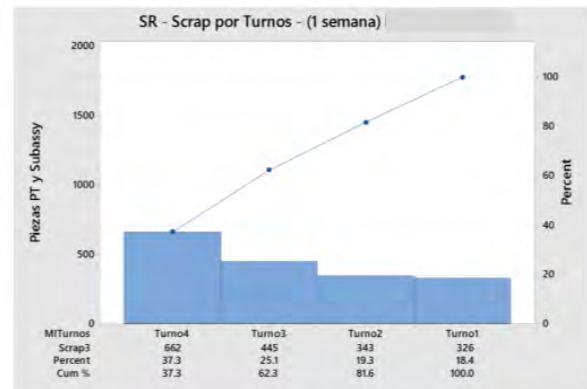 SR - Scrap por Turnos - (1 semana)
2000
1500
1000
500
0
Piezas PT y Subassy
100
80
60
40
20
0
Percent
MITurnos Turno4 Turno3 Turno2 Turno1
Scrap3 662 445 343 326
Percent 37.3 25.1 19.3 18.4
Cum % 37.3 62.3 81.6 100.0